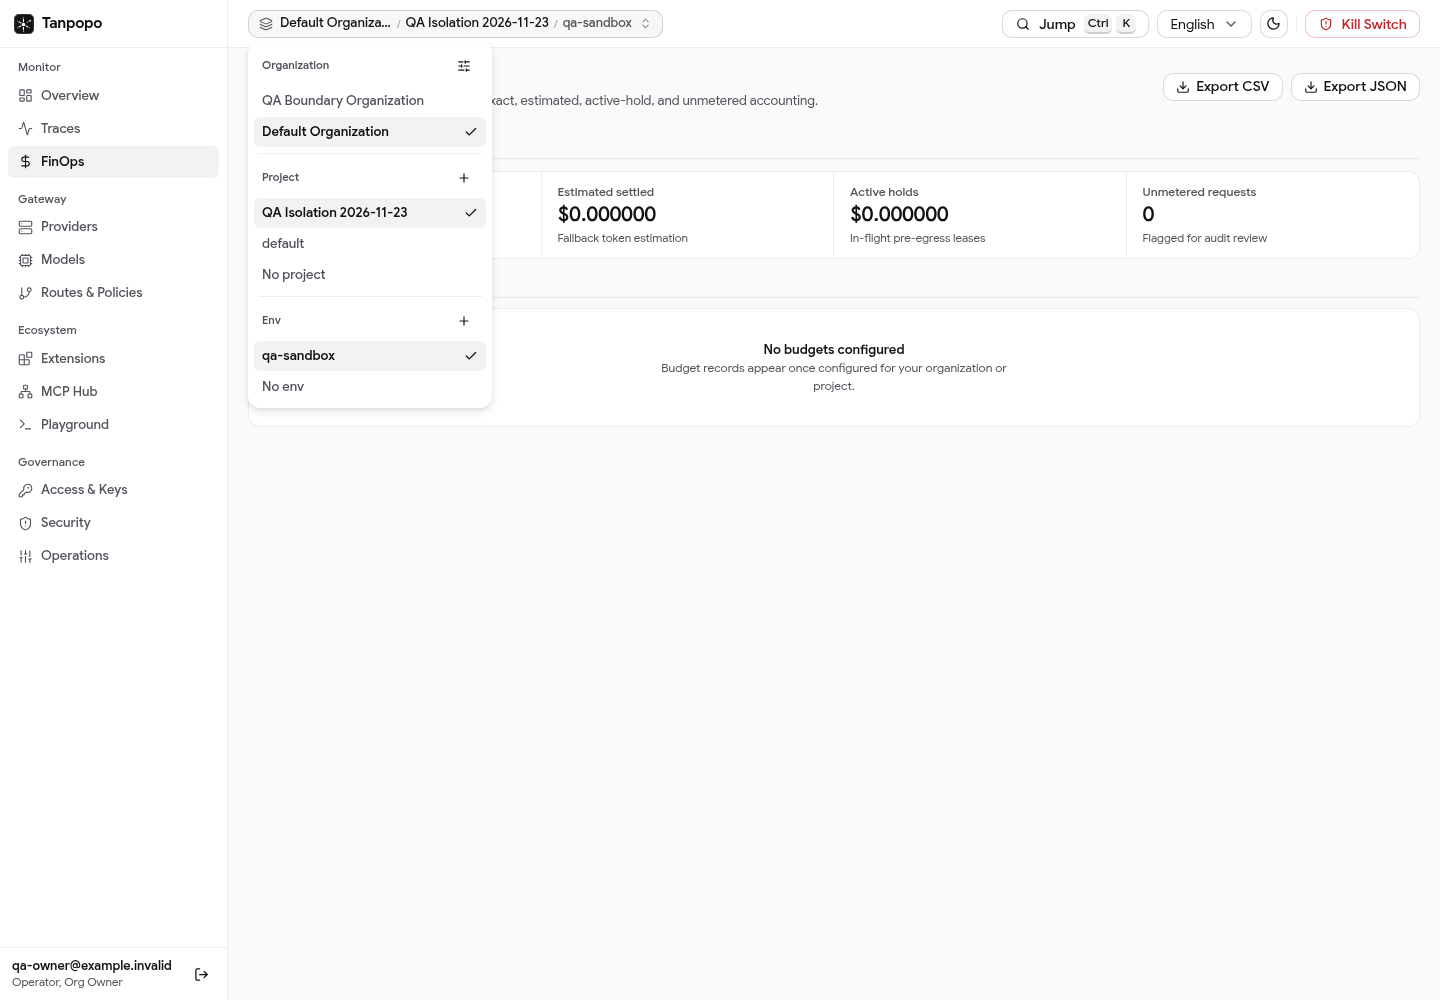 Tanpopo
Default Organiza... / QA Isolation 2026-11-23 / qa-sandbox
Jump Ctrl K
English
Kill Switch
Monitor
Overview
Traces
FinOps
Gateway
Providers
Models
Routes & Policies
Ecosystem
Extensions
MCP Hub
Playground
Governance
Access & Keys
Security
Operations
qa-owner@example.invalid
Operator, Org Owner
Organization
QA Boundary Organization
Default Organization
Project
QA Isolation 2026-11-23
default
No project
Env
qa-sandbox
No env
estimated, active-hold, and unmetered accounting.
Export CSV
Export JSON
Estimated settled
$0.000000
Fallback token estimation
Active holds
$0.000000
In-flight pre-egress leases
Unmetered requests
0
Flagged for audit review
No budgets configured
Budget records appear once configured for your organization or
project.